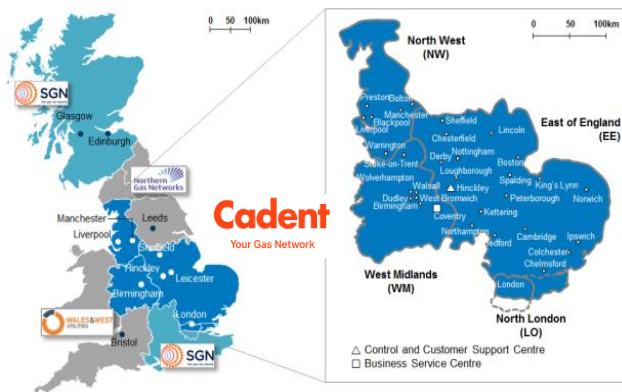 0 50 100km
SGN
Glasgow
Edinburgh
Northern
Gas Networks
Manchester
Leeds
Liverpool
Sheffield
Hinckley
Leicester
Birmingham
London
WALES&WEST
UTILITIES
Bristol
SGN
Cadent
Your Gas Network
0 50 100km
North West
(NW)
East of England
(EE)
Preston
Bolton
Blackpool
Manchester
Liverpool
Sheffield
Chesterfield
Lincoln
Warrington
Stoke-on-Trent
Derby
Nottingham
Boston
Loughborough
Wolverhampton
Walsall
Hinckley
Spalding
King's Lynn
Norwich
Dudley
West Bromwich
Peterborough
Birmingham
Coventry
Kettering
Northampton
Cambridge
Ipswich
edford
Colchester
Chelmsford
London
West Midlands
(WM)
North London
(LO)
Control and Customer Support Centre
Business Service Centre